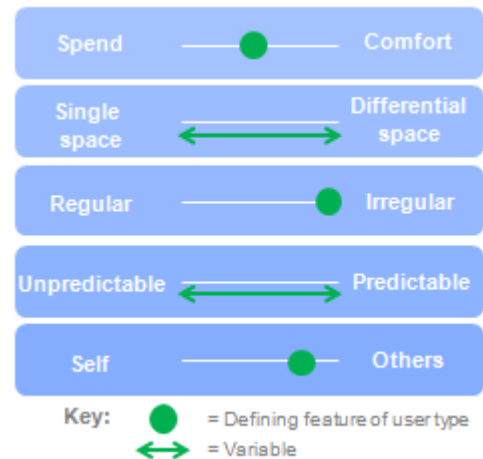 Spend Comfort
Single Differential
space space
Regular Irregular
Unpredictable Predictable
Self Others
Key: = Defining feature of user type
= Variable